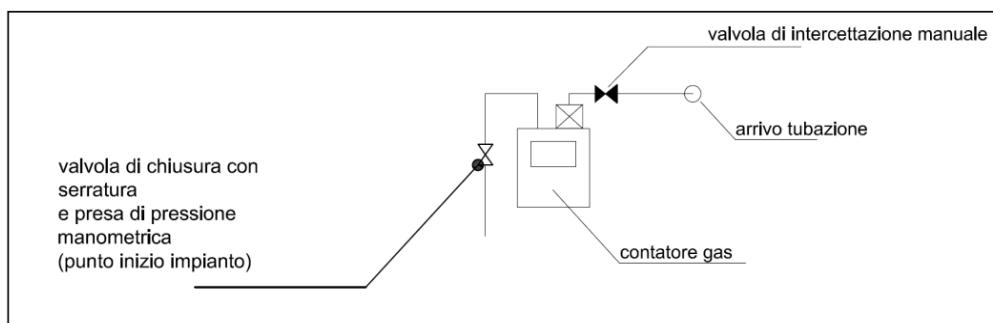 valvola di intercettazione manuale
arrivo tubazione
valvola di chiusura con
serratura
e presa di pressione
manometrica
(punto inizio impianto)
contatore gas